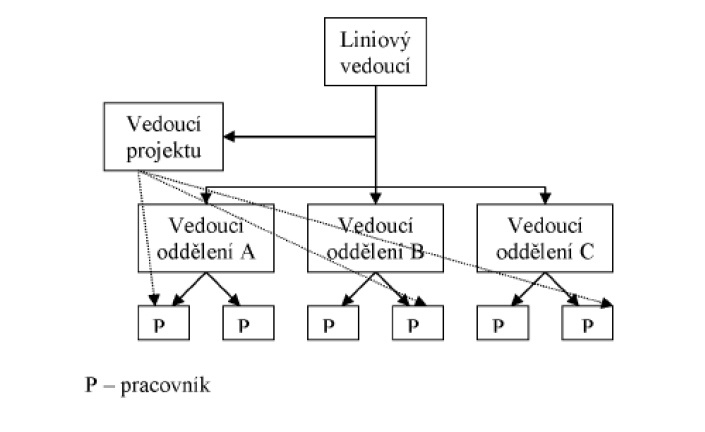 Liniový
vedoucí
Vedoucí
projektu
Vedoucí
oddělení A
Vedoucí
oddělení B
Vedoucí
oddělení C
P
P
P
P
P
P
P – pracovník